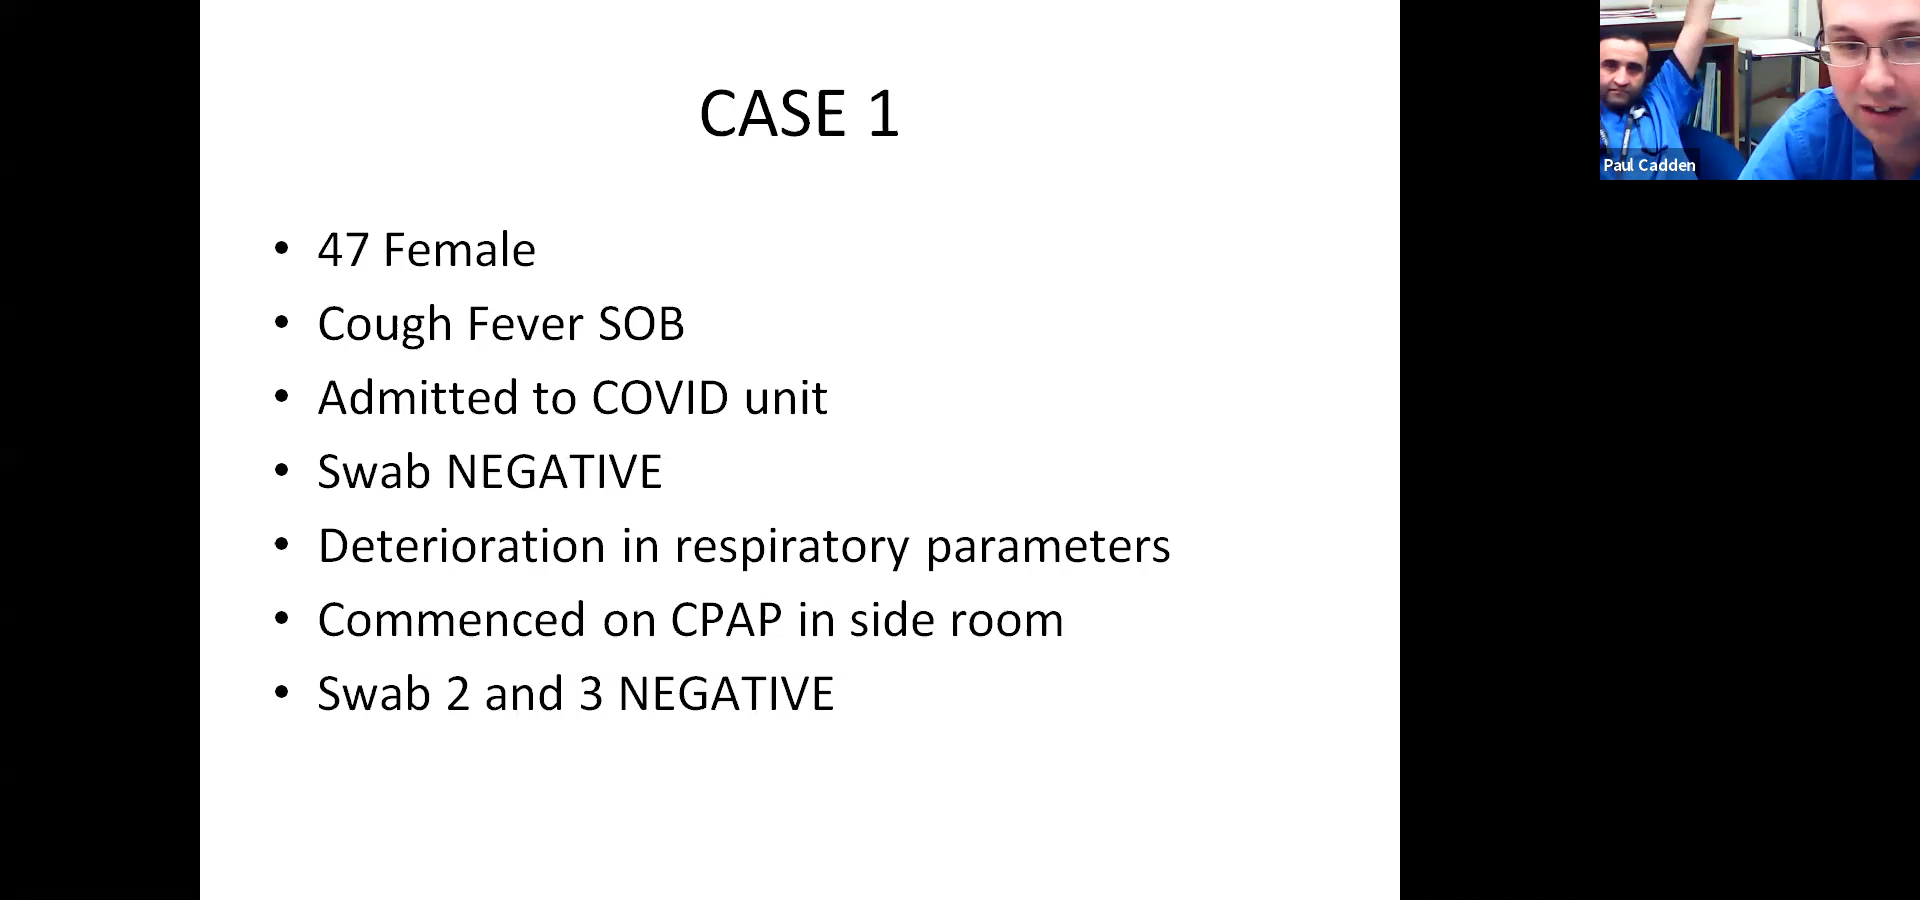 CASE 1
• 47 Female
• Cough Fever SOB
• Admitted to COVID unit
• Swab NEGATIVE
• Deterioration in respiratory parameters
• Commenced on CPAP in side room
• Swab 2 and 3 NEGATIVE
Paul Cadden